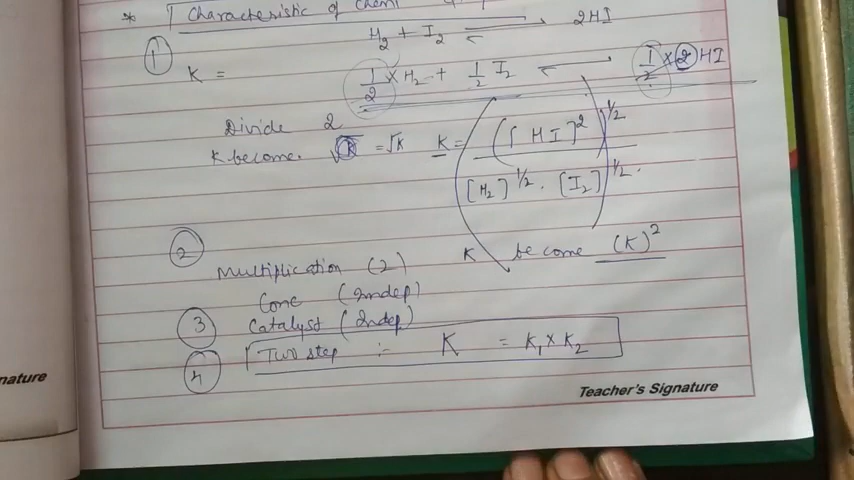 * Characteristic of
① H₂ + I₂ ⇌ 2HI
K = 1/2 × H₂ + 1/2 I₂ ⇌ 1/2 × 2 HI
Divide 2
K become. √K = √K K = ([HI]²)^1/2 / [H₂]^1/2 · [I₂]^1/2.
② Multiplication (2) K become (K)²
Conc (Indep)
③ Catalyst (Indep)
④ Two step :- K = K₁ × K₂
Teacher's Signature
nature